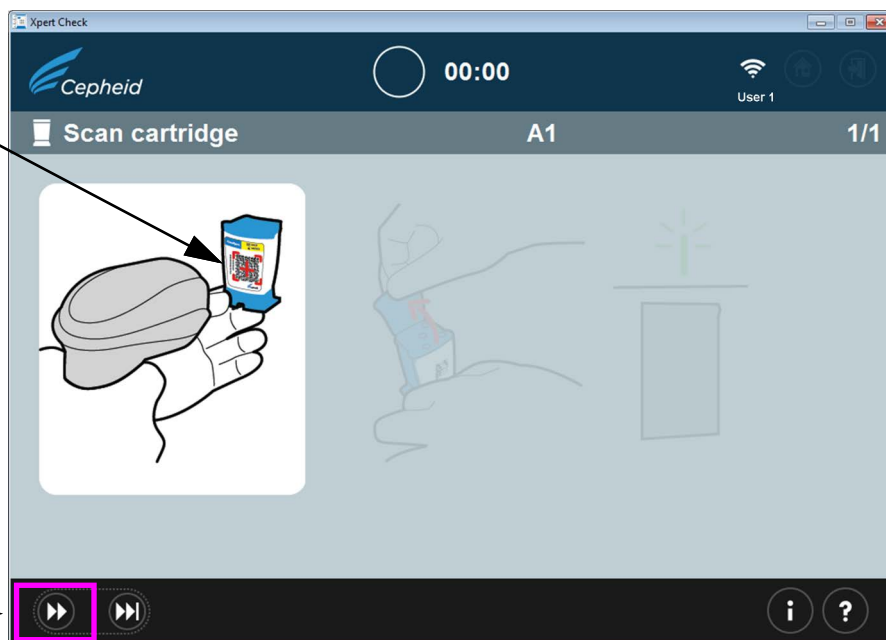 Xpert Check
Cepheid
00:00
User 1
Scan cartridge
A1
1/1
i
?